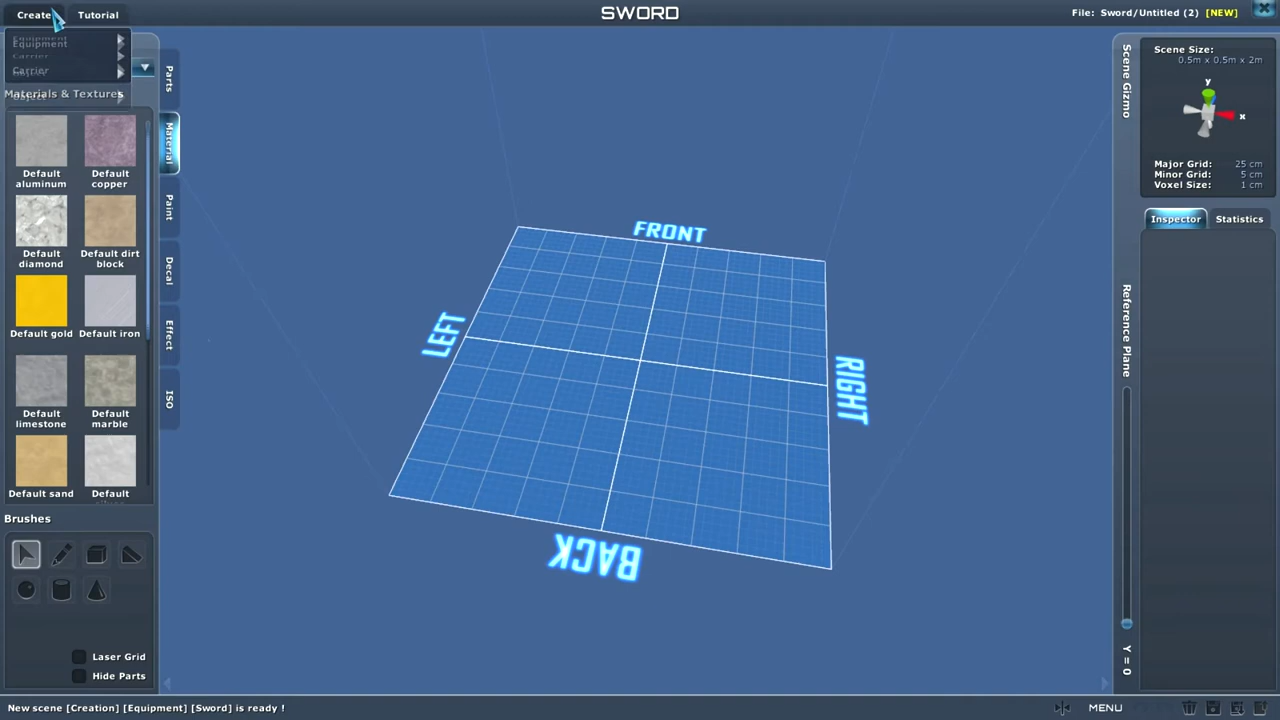 Create
Tutorial
SWORD
File: Sword/Untitled (2) [NEW]
Equipment
Carrier
Materials & Textures
Default aluminum
Default copper
Default diamond
Default dirt block
Default gold
Default iron
Default limestone
Default marble
Default sand
Default
Brushes
Laser Grid
Hide Parts
Parts
Material
Paint
Decal
Effect
ISO
FRONT
LEFT
RIGHT
BACK
Scene Gizmo
Reference Plane
Y = 0
Scene Size:
0.5m x 0.5m x 2m
y
x
Major Grid: 25 cm
Minor Grid: 5 cm
Voxel Size: 1 cm
Inspector
Statistics
New scene [Creation] [Equipment] [Sword] is ready !
MENU